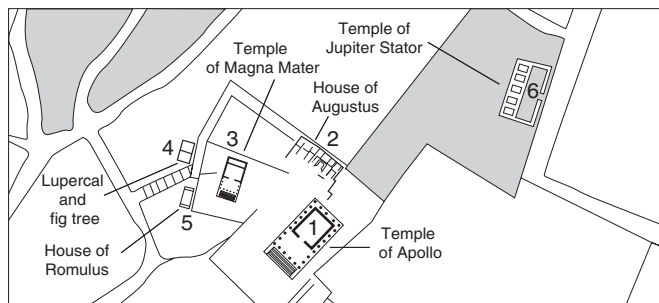 Temple
of Magna Mater
3
House of
Augustus
2
Temple of
Jupiter Stator
6
4
Lupercal
and
fig tree
5
House of
Romulus
1
Temple
of Apollo